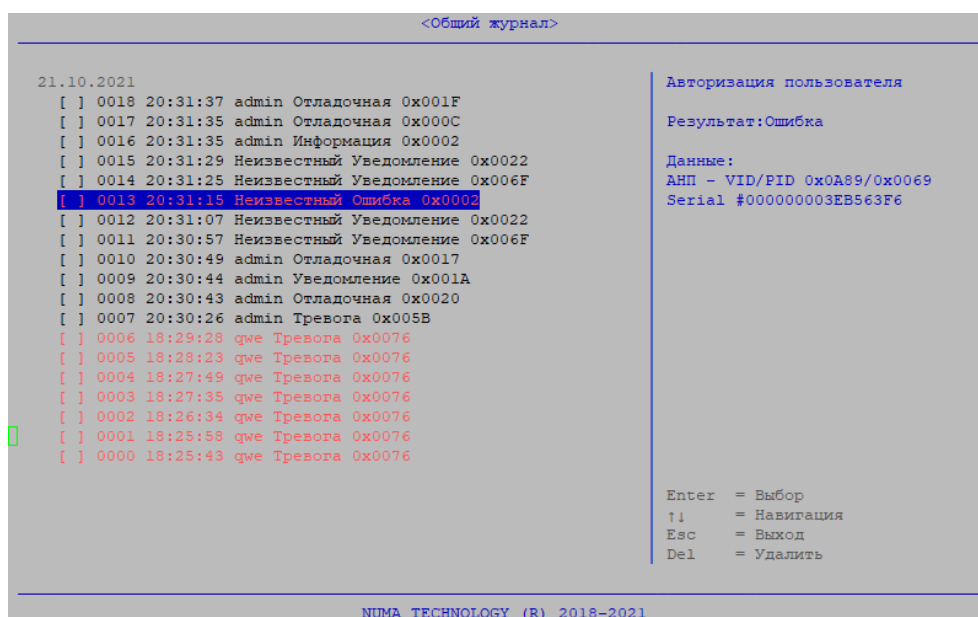 <Общий журнал>
21.10.2021
[ ] 0018 20:31:37 admin Отладочная 0x001F
[ ] 0017 20:31:35 admin Отладочная 0x000C
[ ] 0016 20:31:35 admin Информация 0x0002
[ ] 0015 20:31:29 Неизвестный Уведомление 0x0022
[ ] 0014 20:31:25 Неизвестный Уведомление 0x006F
[ ] 0013 20:31:15 Неизвестный Ошибка 0x0002
[ ] 0012 20:31:07 Неизвестный Уведомление 0x0022
[ ] 0011 20:30:57 Неизвестный Уведомление 0x006F
[ ] 0010 20:30:49 admin Отладочная 0x0017
[ ] 0009 20:30:44 admin Уведомление 0x001A
[ ] 0008 20:30:43 admin Отладочная 0x0020
[ ] 0007 20:30:26 admin Тревога 0x005B
[ ] 0006 18:29:28 qwe Тревога 0x0076
[ ] 0005 18:28:23 qwe Тревога 0x0076
[ ] 0004 18:27:49 qwe Тревога 0x0076
[ ] 0003 18:27:35 qwe Тревога 0x0076
[ ] 0002 18:26:34 qwe Тревога 0x0076
[ ] 0001 18:25:58 qwe Тревога 0x0076
[ ] 0000 18:25:43 qwe Тревога 0x0076
Авторизация пользователя
Результат:Ошибка
Данные:
АНП - VID/PID 0x0A89/0x0069
Serial #000000003EB563F6
Enter = Выбор
↑↓ = Навигация
Esc = Выход
Del = Удалить
NUMA TECHNOLOGY (R) 2018-2021